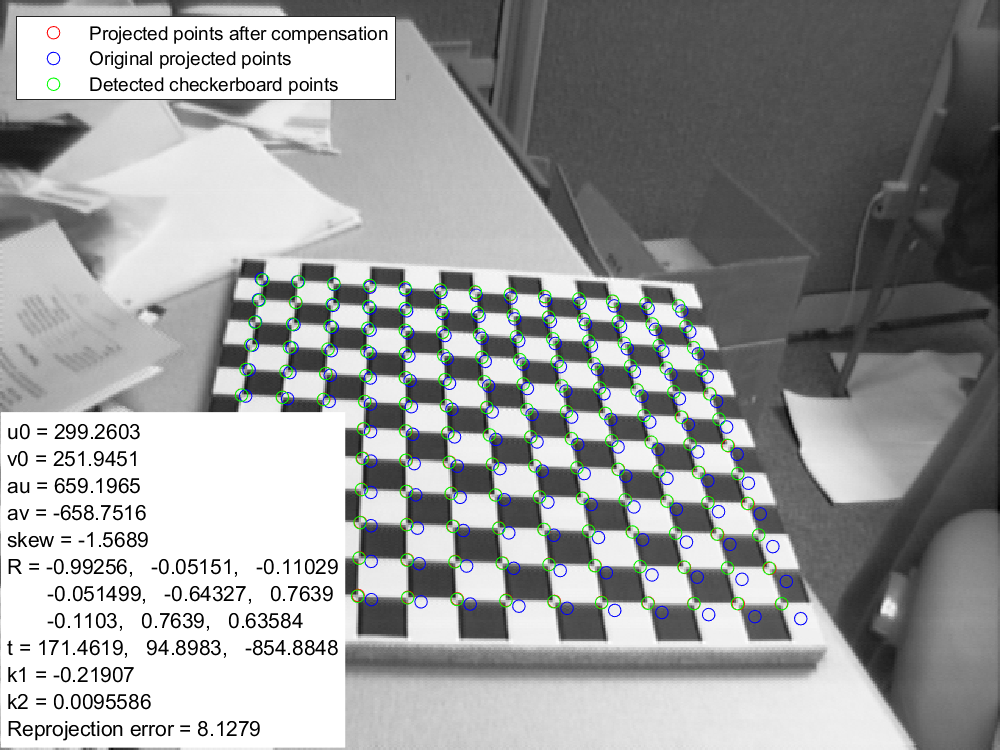 Projected points after compensation
Original projected points
Detected checkerboard points
u0 = 299.2603
v0 = 251.9451
au = 659.1965
av = -658.7516
skew = -1.5689
R = -0.99256, -0.05151, -0.11029
-0.051499, -0.64327, 0.7639
-0.1103, 0.7639, 0.63584
t = 171.4619, 94.8983, -854.8848
k1 = -0.21907
k2 = 0.0095586
Reprojection error = 8.1279